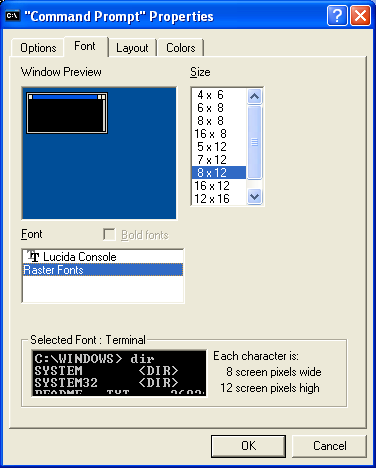 C:\ "Command Prompt" Properties
Options Font Layout Colors
Window Preview Size
4 x 6
6 x 8
8 x 8
16 x 8
5 x 12
7 x 12
8 x 12
16 x 12
12 x 16
Font Bold fonts
Lucida Console
Raster Fonts
Selected Font : Terminal
C:\WINDOWS> dir
SYSTEM <DIR>
SYSTEM32 <DIR>
README TXT
Each character is:
8 screen pixels wide
12 screen pixels high
OK Cancel